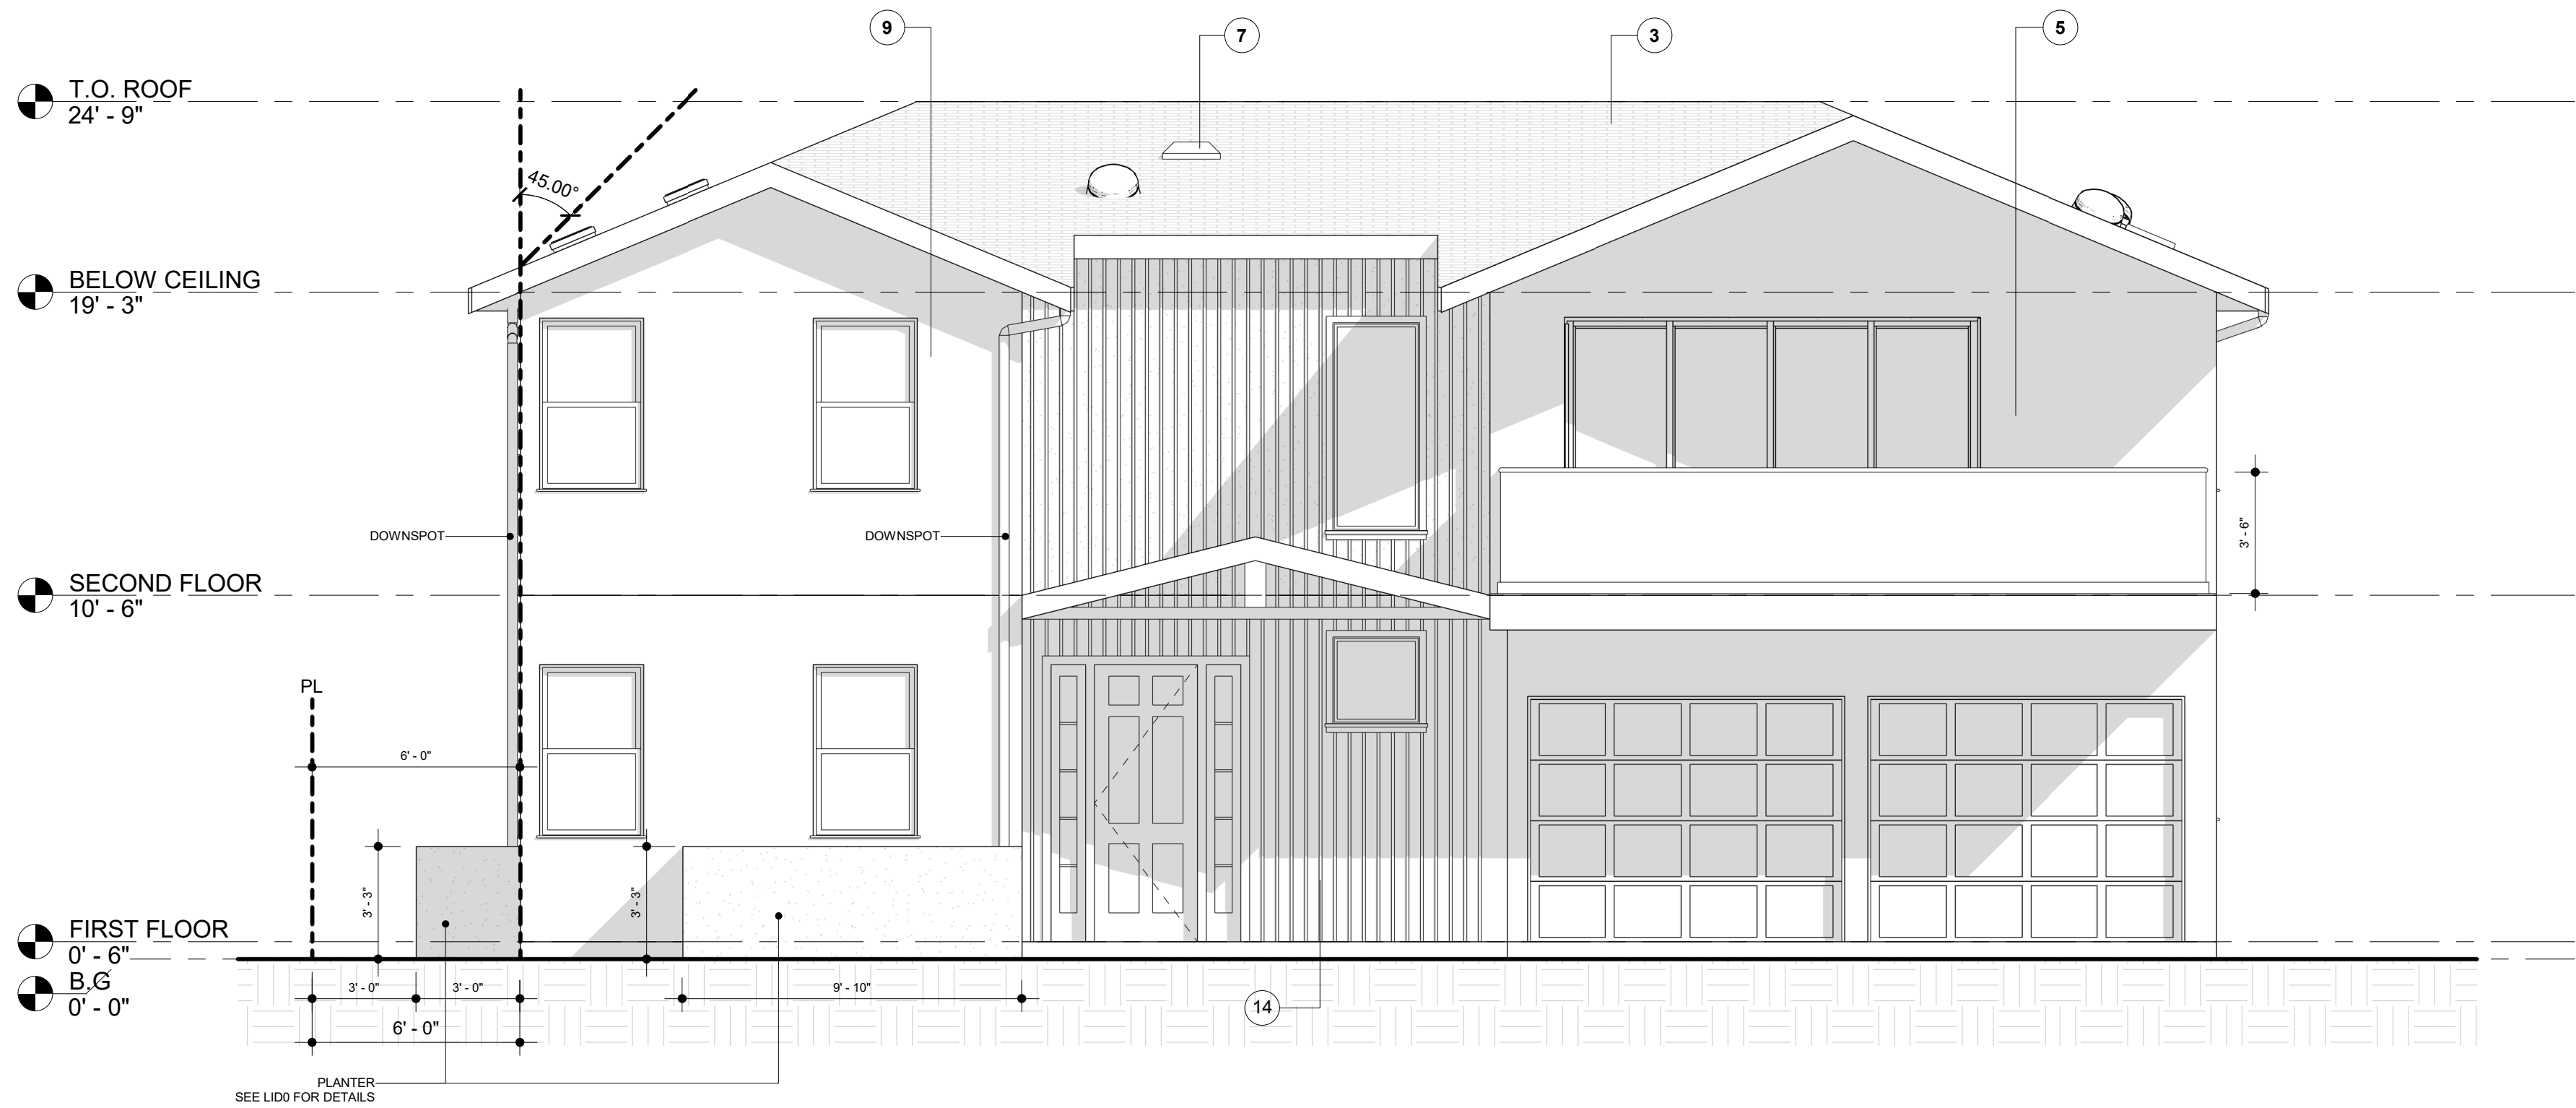 9
7
3
5
T.O. ROOF
24' - 9"
45.00°
BELOW CEILING
19' - 3"
DOWNSPOT
DOWNSPOT
3' - 6"
SECOND FLOOR
10' - 6"
PL
6' - 0"
3' - 3"
3' - 3"
FIRST FLOOR
0' - 6"
B.G
0' - 0"
3' - 0"
3' - 0"
9' - 10"
14
6' - 0"
PLANTER
SEE LID0 FOR DETAILS